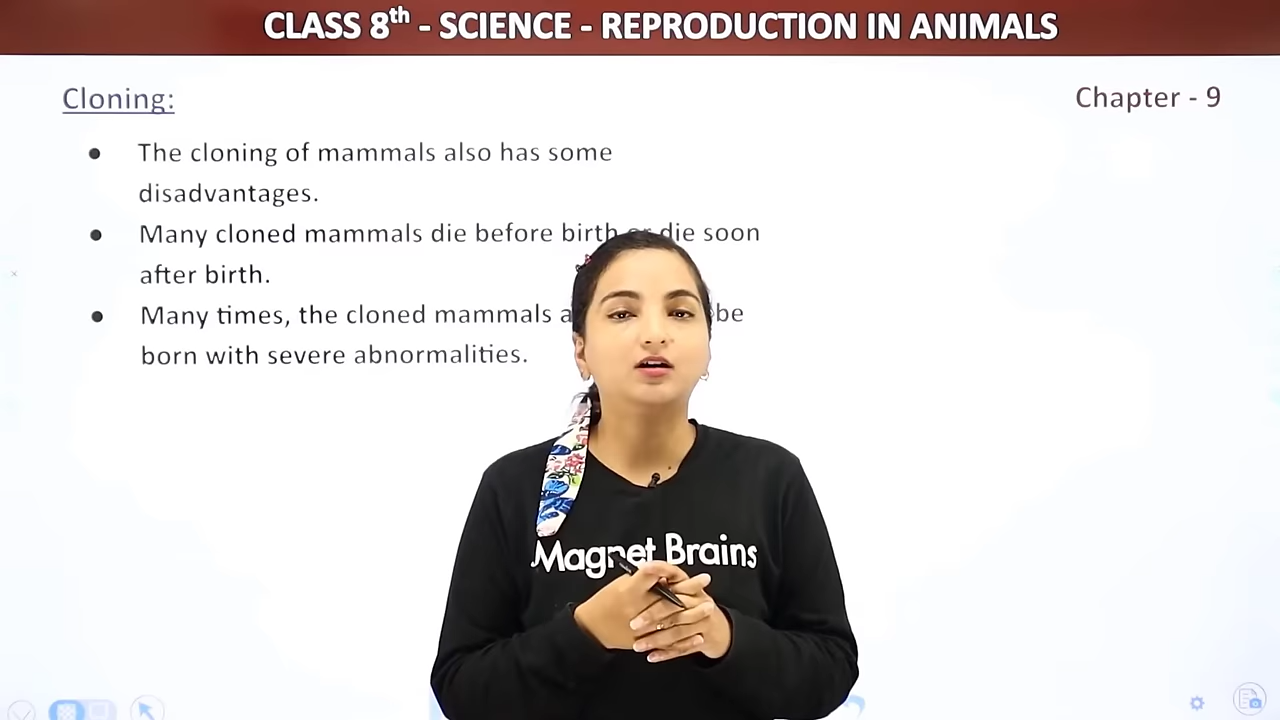 CLASS 8th - SCIENCE - REPRODUCTION IN ANIMALS
Cloning:
Chapter - 9
● The cloning of mammals also has some
disadvantages.
● Many cloned mammals die before birth or die soon
after birth.
● Many times, the cloned mammals be
born with severe abnormalities.
Magnet Brains